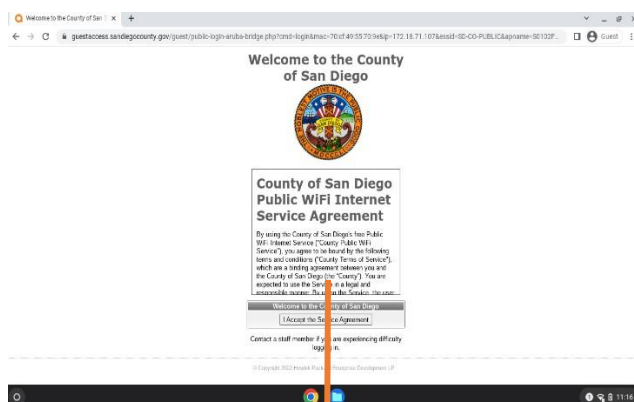 Welcome to the County of San
guestaccess.sandiegocounty.gov/guest/public-login-aruba-bridge.php?cmd=login&mac=70:cf:49:55:70:9e&ip=172.18.71.107&essid=SD-CO-PUBLIC&apname=S0102F...
Guest
Welcome to the County
of San Diego
County of San Diego
Public WiFi Internet
Service Agreement
By using the County of San Diego's free Public
WiFi Internet Service ("County Public WiFi
Service"), you agree to be bound by the following
terms and conditions ("County Terms of Service"),
which are a binding agreement between you and
the County of San Diego (the "County"). You are
expected to use the Service in a legal and
responsible manner. By using the Service, the user
Welcome to the County of San Diego
I Accept the Service Agreement
Contact a staff member if you are experiencing difficulty
logging in.
© Copyright 2022 Hewlett Packard Enterprise Development LP
11:16